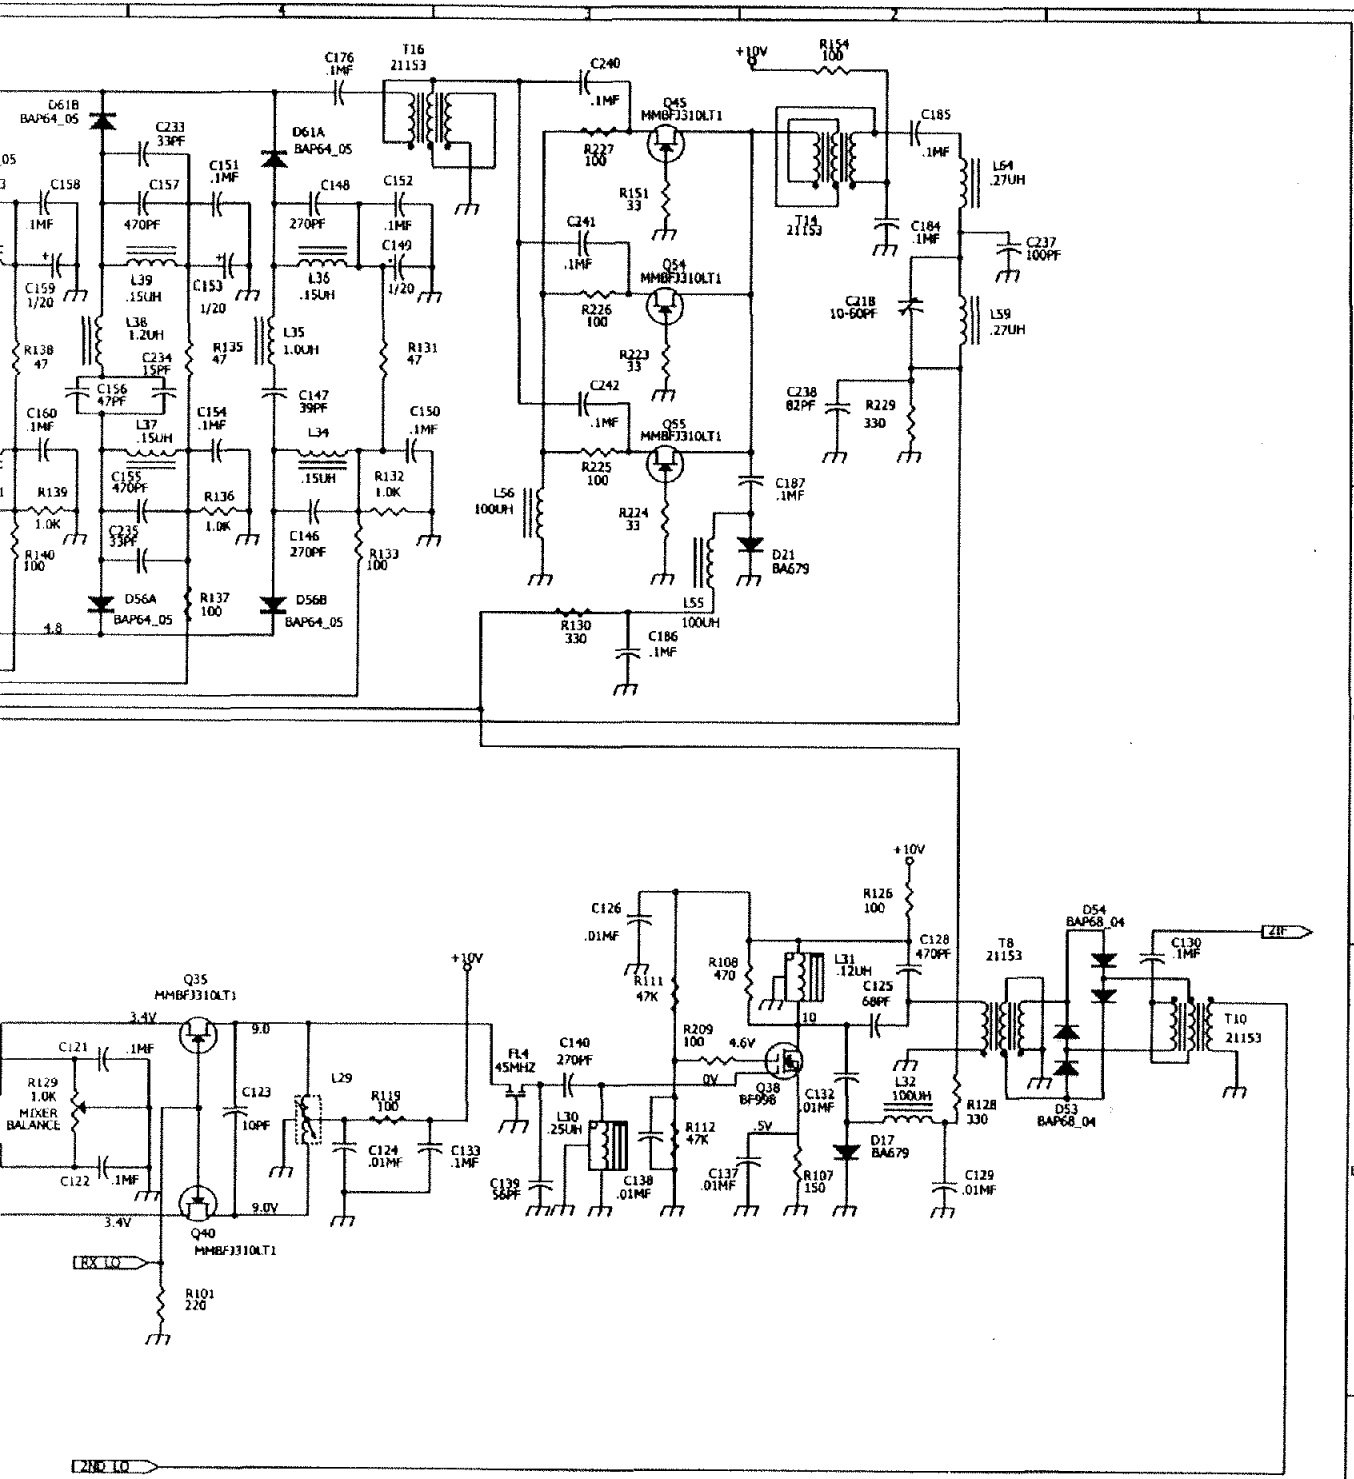 4 3 2 1
C176
.1MF
T16
21153
C240
.1MF
+10V
R154
100
D61B
BAP64_05
C233
33PF
D61A
BAP64_05
Q45
MMBFJ310LT1
C185
.1MF
R227
100
_05
3
C158
.1MF
C157
470PF
C151
.1MF
C148
270PF
C152
.1MF
R151
33
T14
21153
L64
.27UH
C241
.1MF
C184
.1MF
C237
100PF
C159
1/20
L39
.15UH
C153
1/20
L36
.15UH
C149
1/20
Q54
MMBFJ310LT1
R226
100
C218
10-60PF
L59
.27UH
L38
1.2UH
L35
1.0UH
R138
47
C234
15PF
R135
47
R131
47
R223
33
C156
47PF
C147
39PF
C242
.1MF
C238
82PF
R229
330
C160
.1MF
L37
.15UH
C154
.1MF
L34
.15UH
C150
.1MF
Q55
MMBFJ310LT1
R225
100
C155
470PF
R132
1.0K
C187
.1MF
1
R139
1.0K
R136
1.0K
L56
100UH
R224
33
C235
33PF
C146
270PF
R140
100
R133
100
D21
BA679
D56A
BAP64_05
R137
100
D56B
BAP64_05
L55
100UH
4.8
R130
330
C186
.1MF
+10V
R126
100
C126
.01MF
D54
BAP68_04
2IF
C128
470PF
T8
21153
C130
.1MF
+10V
R108
470
L31
.12UH
R111
47K
C125
68PF
Q35
MMBFJ310LT1
3.4V
9.0
10
T10
21153
R209
100
4.6V
C121
.1MF
FL4
45MHZ
C140
270PF
R129
1.0K
MIXER
BALANCE
L29
0V
Q38
BF998
C132
.01MF
L32
100UH
C123
10PF
R119
100
L30
.25UH
R112
47K
.5V
R128
330
D53
BAP68_04
D17
BA679
C124
.01MF
C133
.1MF
C122
.1MF
C139
56PF
C138
.01MF
C137
.01MF
R107
150
C129
.01MF
3.4V
9.0V
Q40
MMBFJ310LT1
RX LO
R101
220
2ND LO